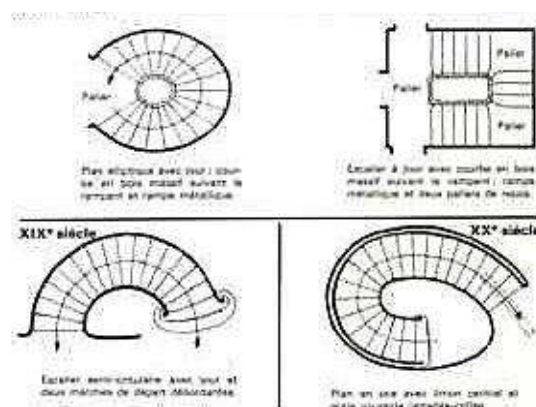 Palier
Plan elliptique avec jour; cour-
be en bois massif suivant le
rampant et rampe métallique.
Palier
Palier
Palier
Escalier à jour avec courbe en bois
massif suivant le rampant; rampe
métallique et deux paliers de repos.
XIXe siècle
Escalier semi-circulaire avec jour et
deux marches de départ débordantes.
XXe siècle
Plan en avec limon central et